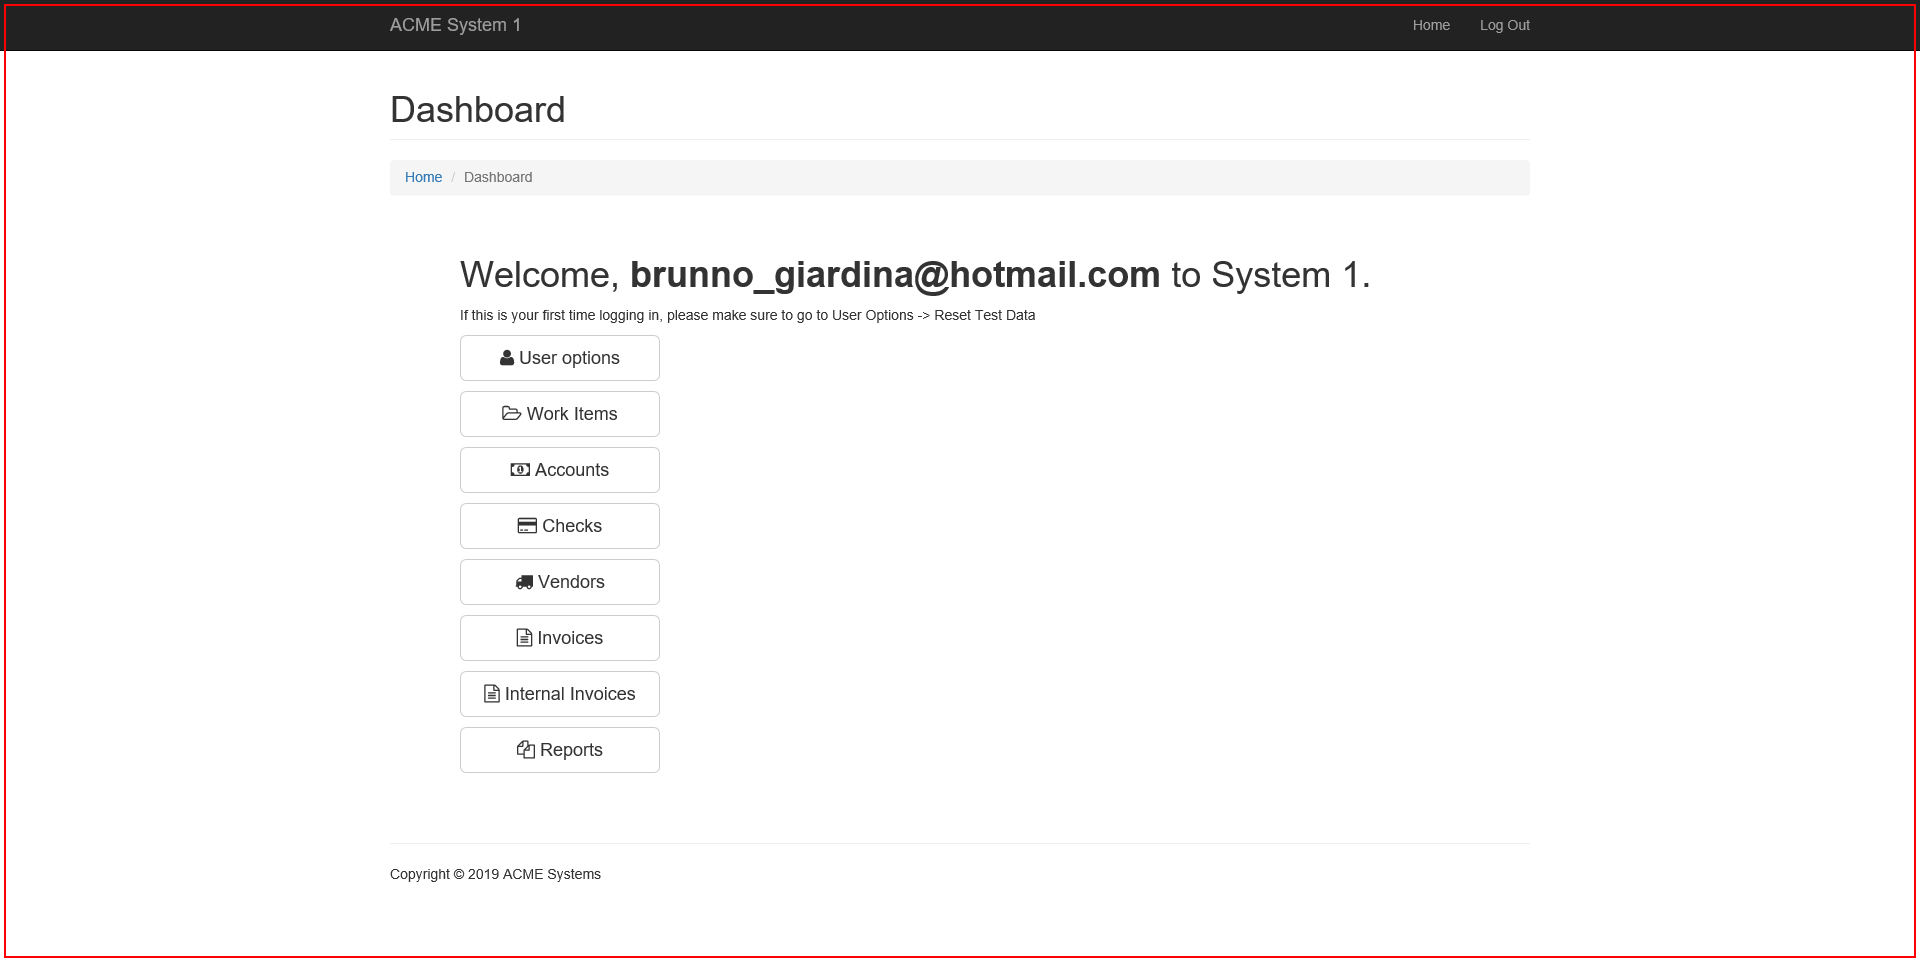 ACME System 1
Home
Log Out
Dashboard
Home / Dashboard
Welcome, brunno_giardina@hotmail.com to System 1.
If this is your first time logging in, please make sure to go to User Options -> Reset Test Data
User options
Work Items
Accounts
Checks
Vendors
Invoices
Internal Invoices
Reports
Copyright © 2019 ACME Systems